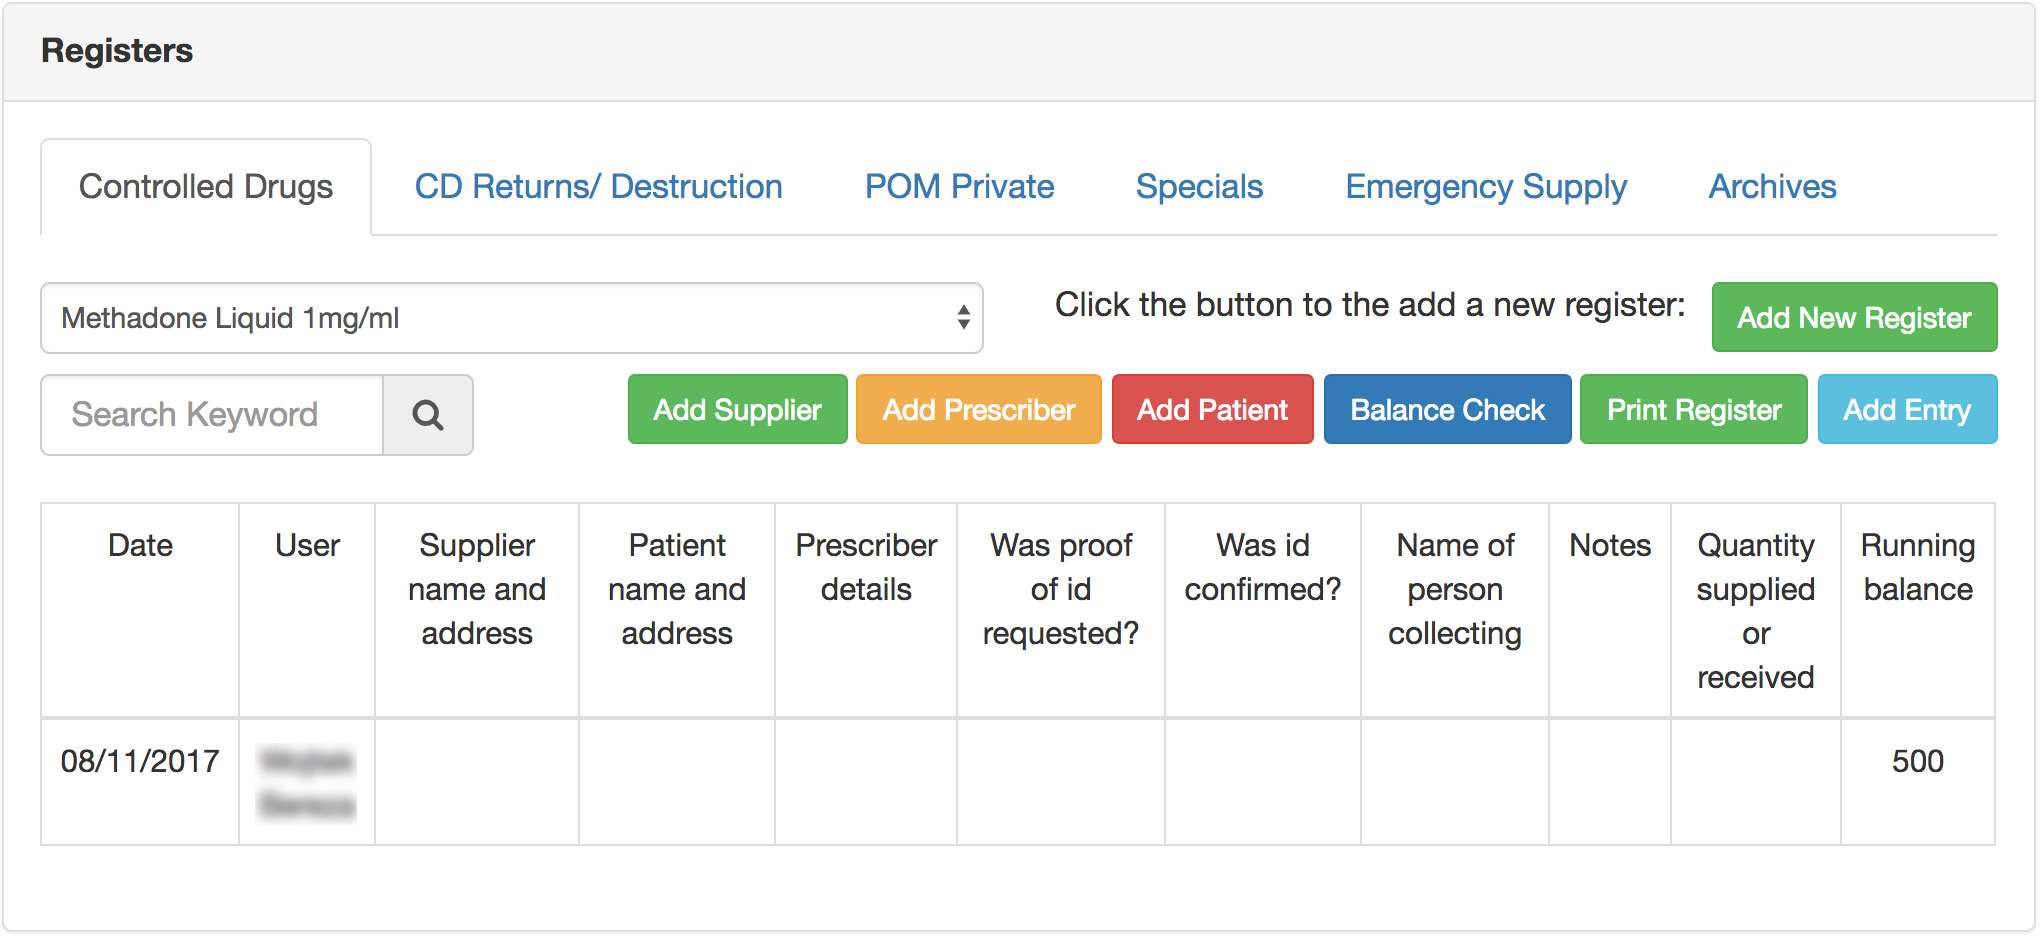 Registers
Controlled Drugs CD Returns/ Destruction POM Private Specials Emergency Supply Archives
Methadone Liquid 1mg/ml
Click the button to the add a new register: Add New Register
Search Keyword
Add Supplier Add Prescriber Add Patient Balance Check Print Register Add Entry
Date
User
Supplier
name and
address
Patient
name and
address
Prescriber
details
Was proof
of id
requested?
Was id
confirmed?
Name of
person
collecting
Notes
Quantity
supplied
or
received
Running
balance
08/11/2017
500